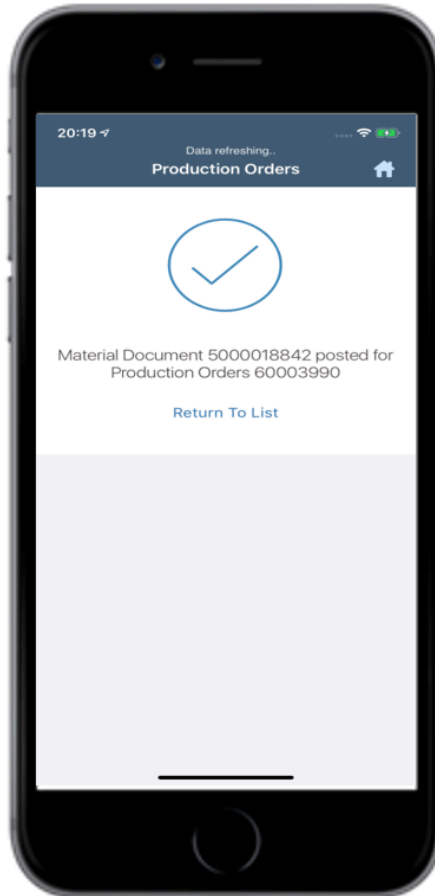 20:19
Data refreshing..
Production Orders
Material Document 5000018842 posted for
Production Orders 60003990
Return To List